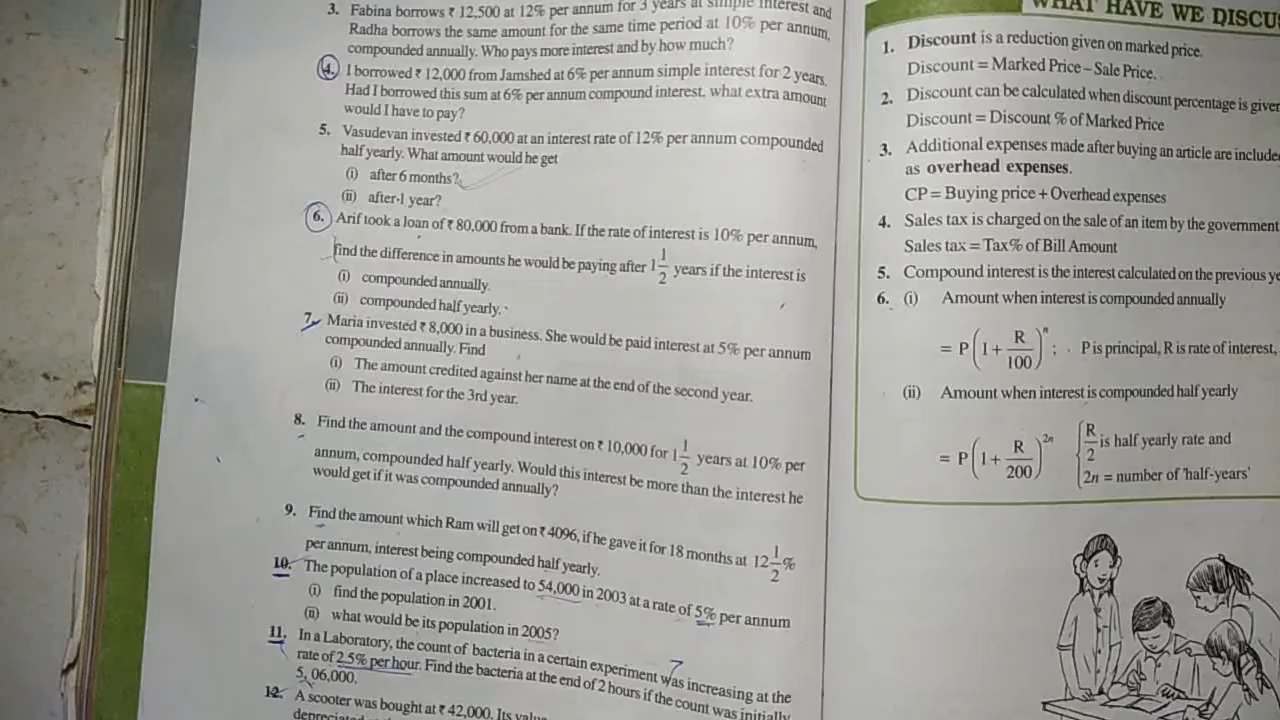 3. Fabina borrows ₹ 12,500 at 12% per annum for 3 years at simple interest and
Radha borrows the same amount for the same time period at 10% per annum,
compounded annually. Who pays more interest and by how much?
4. I borrowed ₹ 12,000 from Jamshed at 6% per annum simple interest for 2 years.
Had I borrowed this sum at 6% per annum compound interest, what extra amount
would I have to pay?
5. Vasudevan invested ₹ 60,000 at an interest rate of 12% per annum compounded
half yearly. What amount would he get
(i) after 6 months?
(ii) after 1 year?
6. Arif took a loan of ₹ 80,000 from a bank. If the rate of interest is 10% per annum,
find the difference in amounts he would be paying after 1 1/2 years if the interest is
(i) compounded annually.
(ii) compounded half yearly.
7. Maria invested ₹ 8,000 in a business. She would be paid interest at 5% per annum
compounded annually. Find
(i) The amount credited against her name at the end of the second year.
(ii) The interest for the 3rd year.
8. Find the amount and the compound interest on ₹ 10,000 for 1 1/2 years at 10% per
annum, compounded half yearly. Would this interest be more than the interest he
would get if it was compounded annually?
9. Find the amount which Ram will get on ₹ 4096, if he gave it for 18 months at 12 1/2 %
per annum, interest being compounded half yearly.
10. The population of a place increased to 54,000 in 2003 at a rate of 5% per annum
(i) find the population in 2001.
(ii) what would be its population in 2005?
11. In a Laboratory, the count of bacteria in a certain experiment was increasing at the
rate of 2.5% per hour. Find the bacteria at the end of 2 hours if the count was initially
5, 06,000.
12. A scooter was bought at ₹ 42,000. Its value
WHAT HAVE WE DISCU
1. Discount is a reduction given on marked price.
Discount = Marked Price – Sale Price.
2. Discount can be calculated when discount percentage is given
Discount = Discount % of Marked Price
3. Additional expenses made after buying an article are include
as overhead expenses.
CP = Buying price + Overhead expenses
4. Sales tax is charged on the sale of an item by the government
Sales tax = Tax% of Bill Amount
5. Compound interest is the interest calculated on the previous ye
6. (i) Amount when interest is compounded annually
= P(1 + R/100)^n ; P is principal, R is rate of interest,
(ii) Amount when interest is compounded half yearly
= P(1 + R/200)^2n { R/2 is half yearly rate and
2n = number of 'half-years'